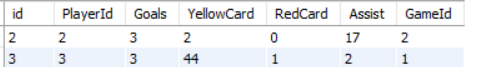 id PlayerId Goals YellowCard RedCard Assist GameId
2 2 3 2 0 17 2
3 3 3 44 1 2 1